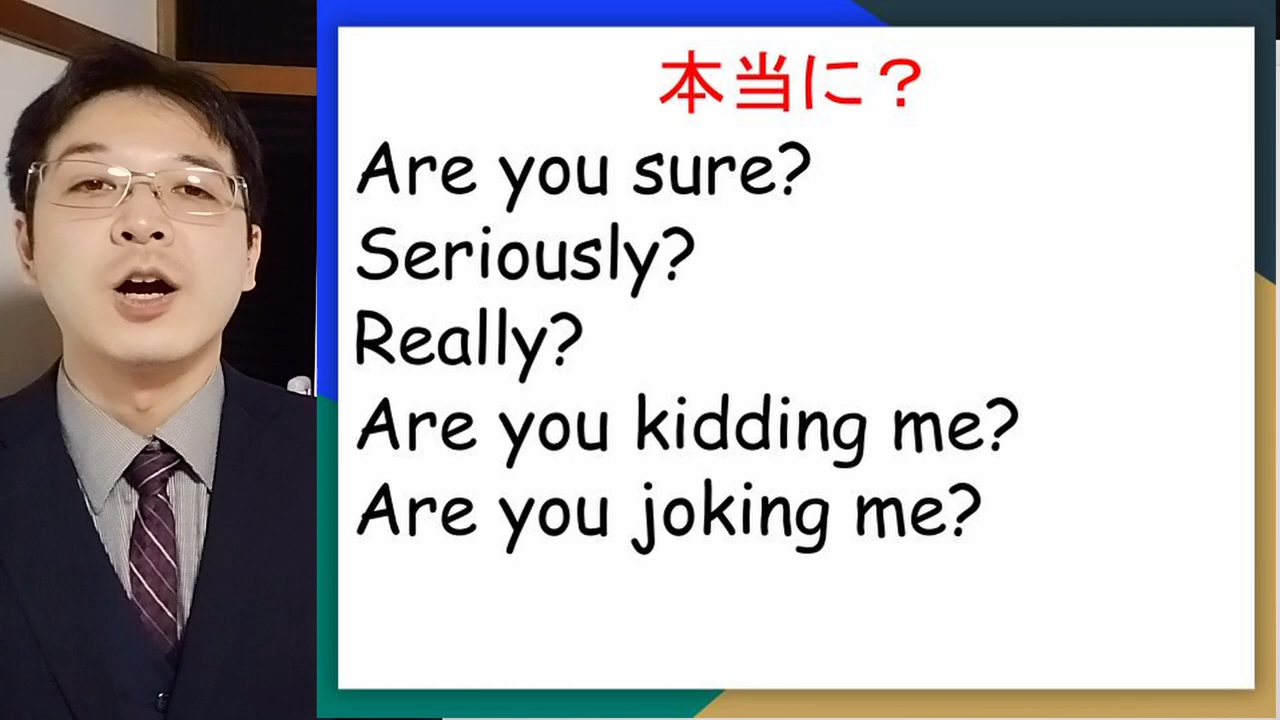 本当に？
Are you sure?
Seriously?
Really?
Are you kidding me?
Are you joking me?